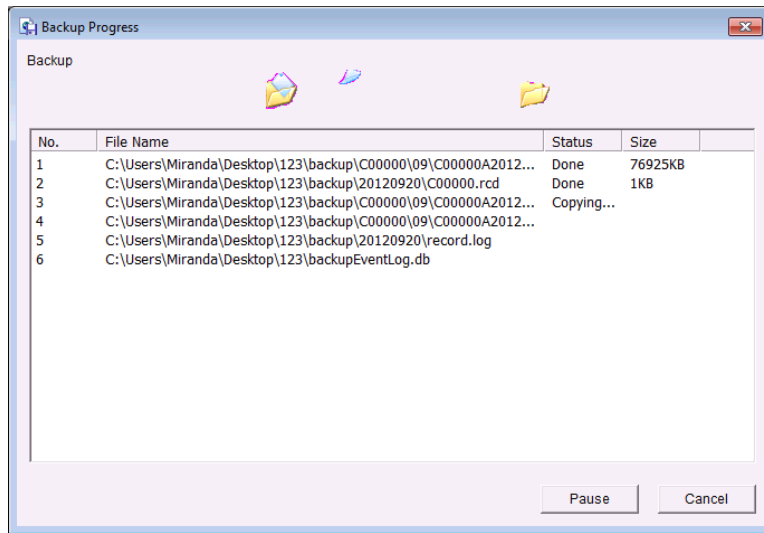 Backup Progress
Backup
No. File Name Status Size
1 C:\Users\Miranda\Desktop\123\backup\C00000\09\C00000A2012... Done 76925KB
2 C:\Users\Miranda\Desktop\123\backup\20120920\C00000.rcd Done 1KB
3 C:\Users\Miranda\Desktop\123\backup\C00000\09\C00000A2012... Copying...
4 C:\Users\Miranda\Desktop\123\backup\C00000\09\C00000A2012...
5 C:\Users\Miranda\Desktop\123\backup\20120920\record.log
6 C:\Users\Miranda\Desktop\123\backupEventLog.db
Pause Cancel